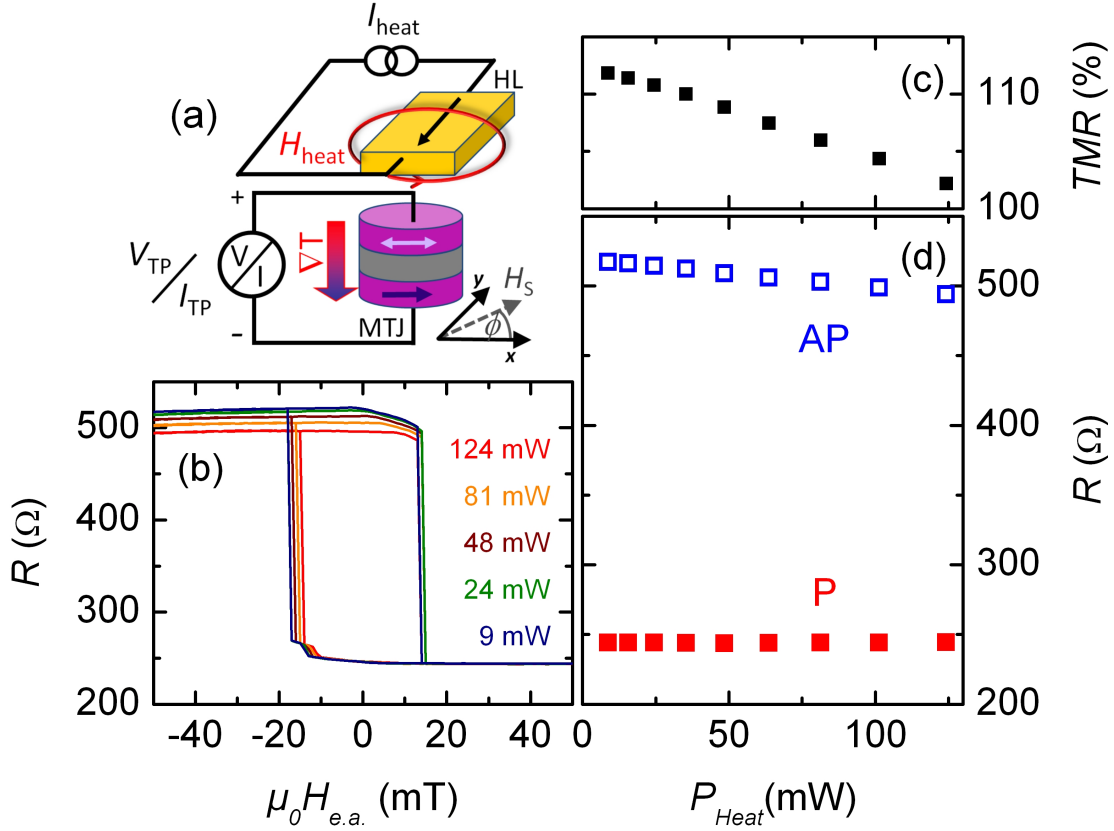 I_heat
HL
(a)
H_heat
+
V_TP/I_TP
V/I
∇T
-
MTJ
y
H_S
ϕ
x
(b)
500
400
300
200
R (Ω)
124 mW
81 mW
48 mW
24 mW
9 mW
-40 -20 0 20 40
μ₀H_e.a. (mT)
(c)
110
100
TMR (%)
(d)
500
400
300
200
R (Ω)
AP
P
0 50 100
P_Heat(mW)